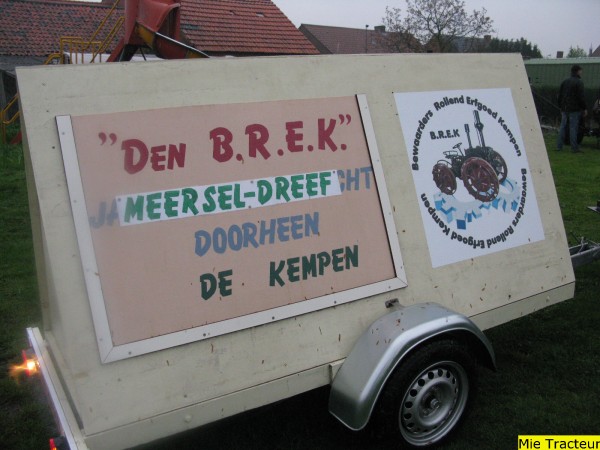 "DEN B.R.E.K."
MEERSEL-DREEF
DOORHEEN
DE KEMPEN
Bewaarders Rollend Erfgoed Kempen
B.R.E.K
Bewaarders Rollend Erfgoed Kempen
Mie Tracteur